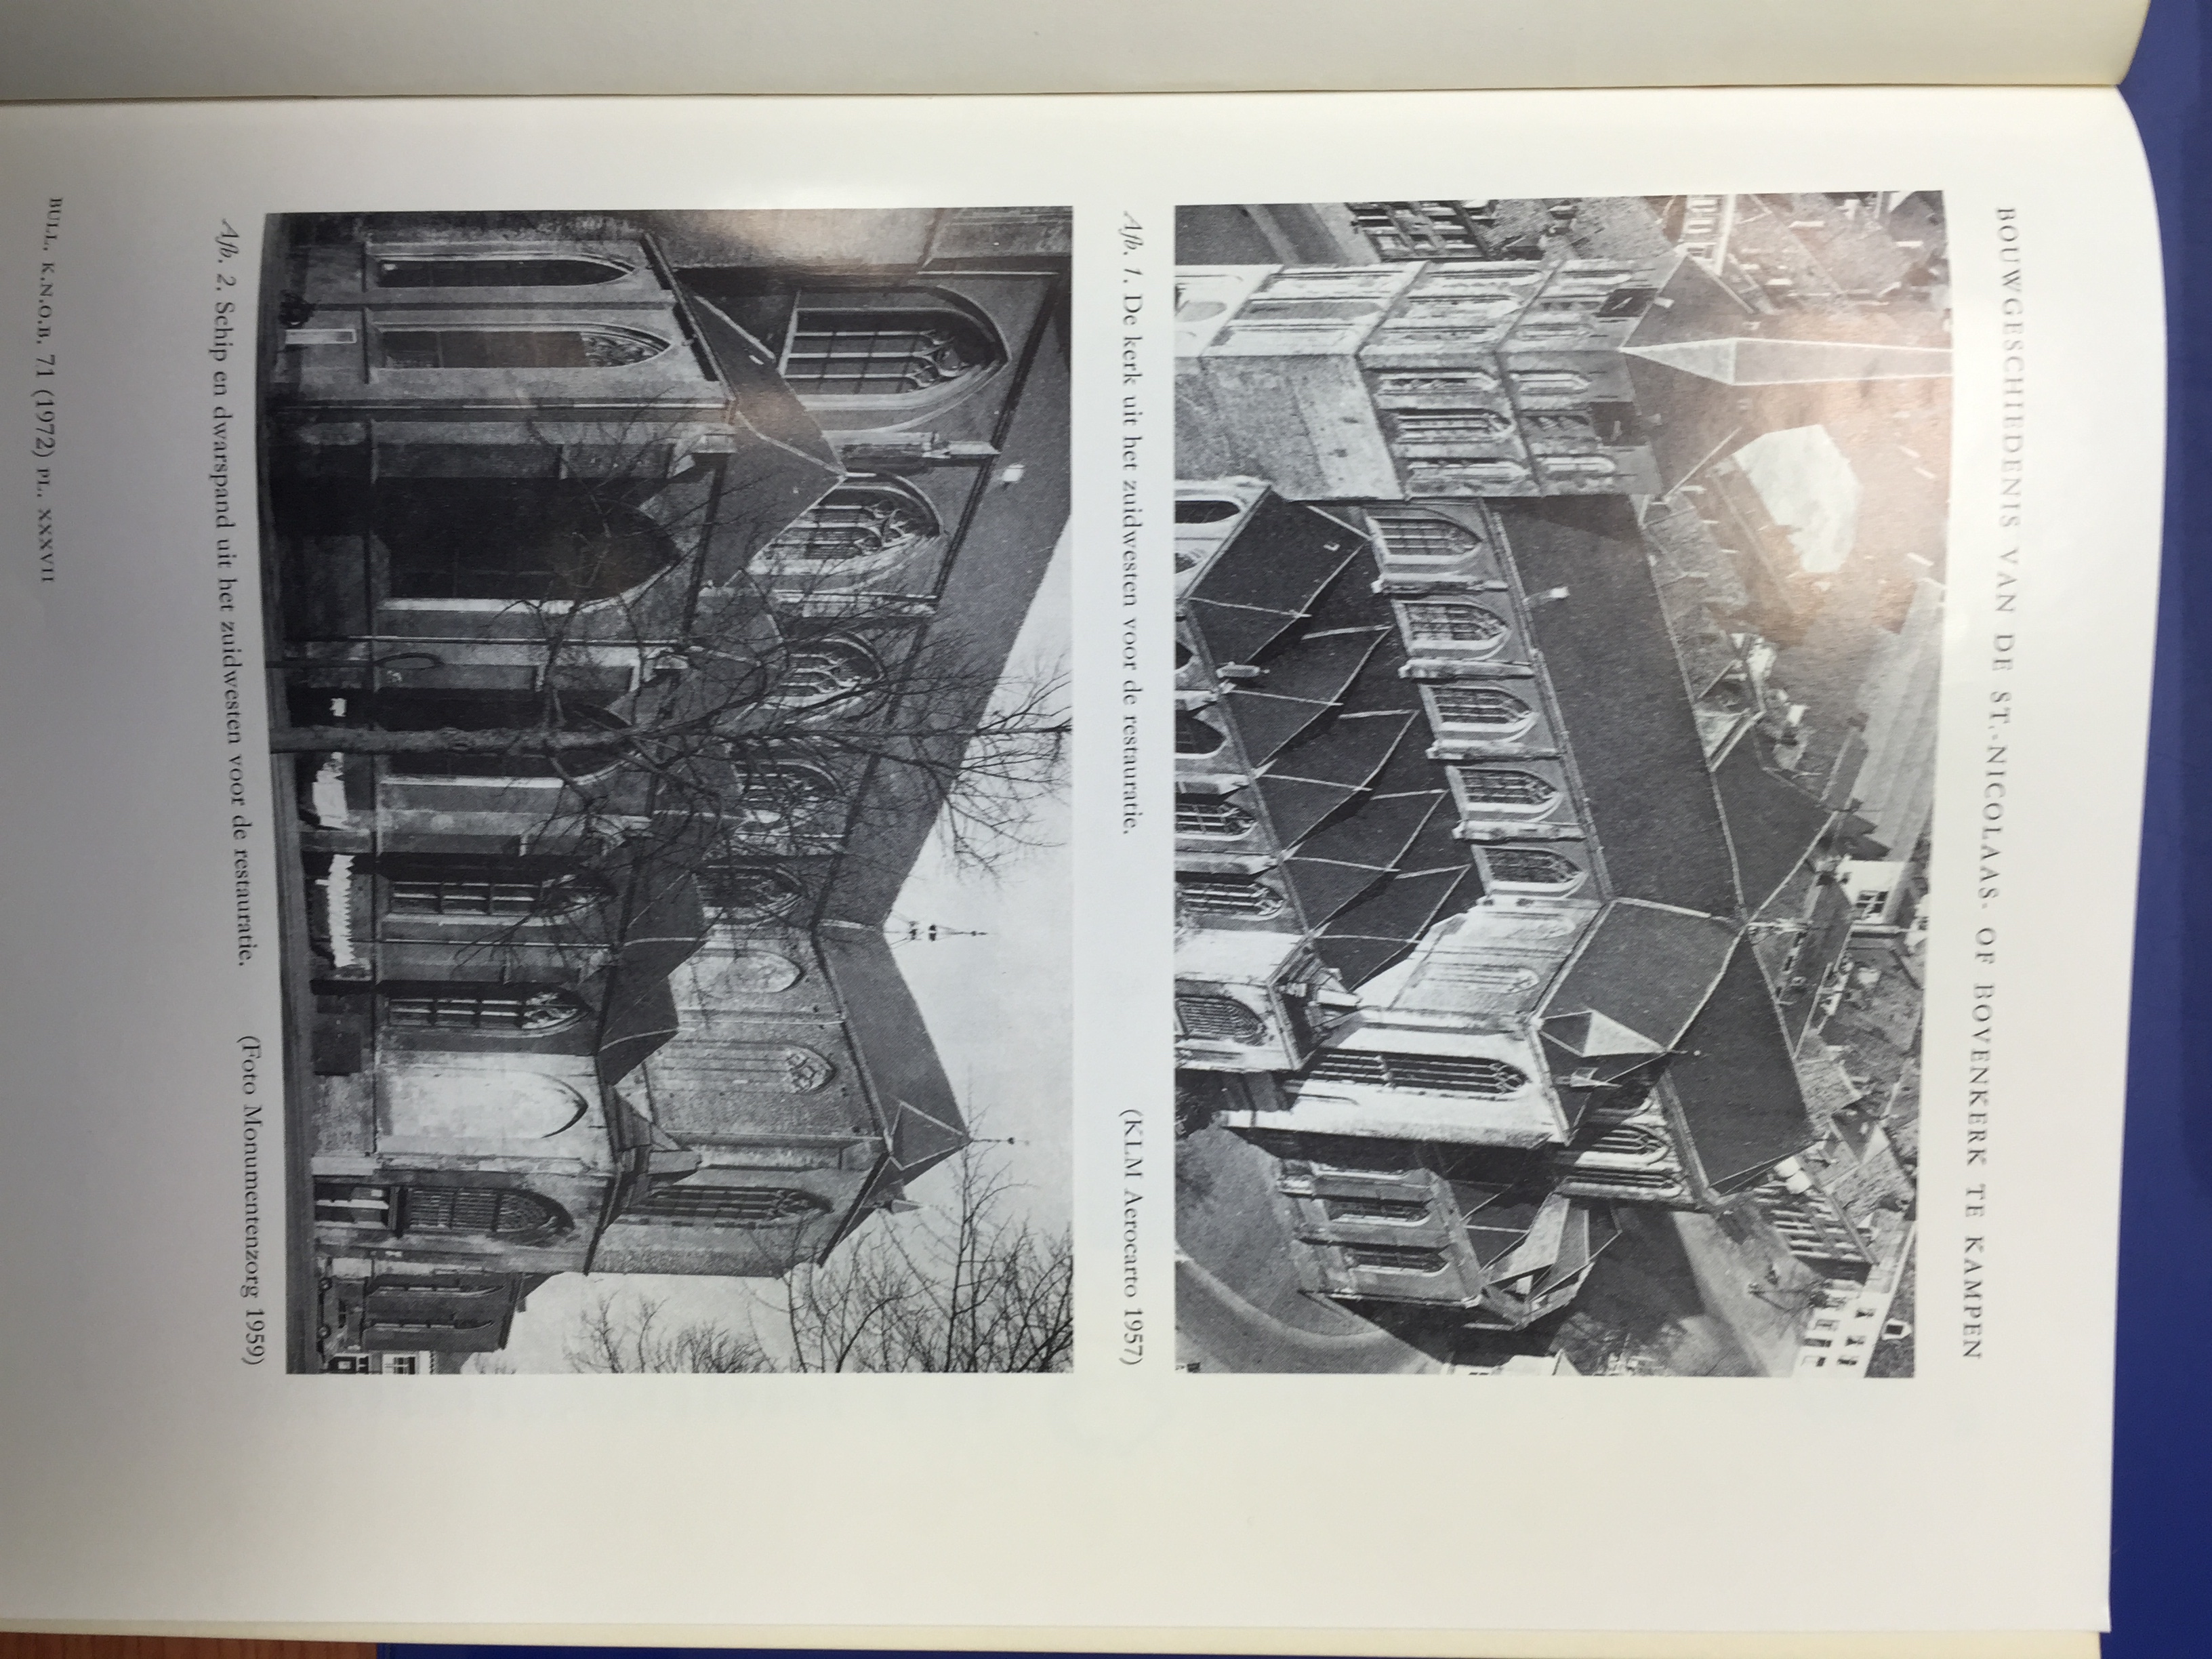 BOUWGESCHIEDENIS VAN DE ST.-NICOLAAS- OF BOVENKERK TE KAMPEN
Afb. 1. De kerk uit het zuidwesten voor de restauratie. (KLM Aerocarto 1957)
Afb. 2. Schip en dwarspand uit het zuidwesten voor de restauratie. (Foto Monumentenzorg 1959)
BULL. K.N.O.B. 71 (1972) PL. XXXVII